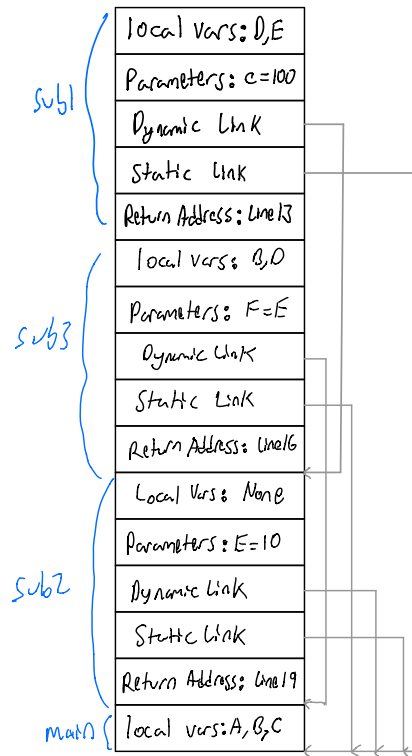 local vars: D,E
Parameters: C=100
sub1
Dynamic Link
Static Link
Return Address: Line13
local vars: B,D
Parameters: F=E
sub3
Dynamic Link
Static Link
Return Address: Line16
Local Vars: None
Parameters: E=10
sub2
Dynamic Link
Static Link
Return Address: Line19
main
local vars: A,B,C